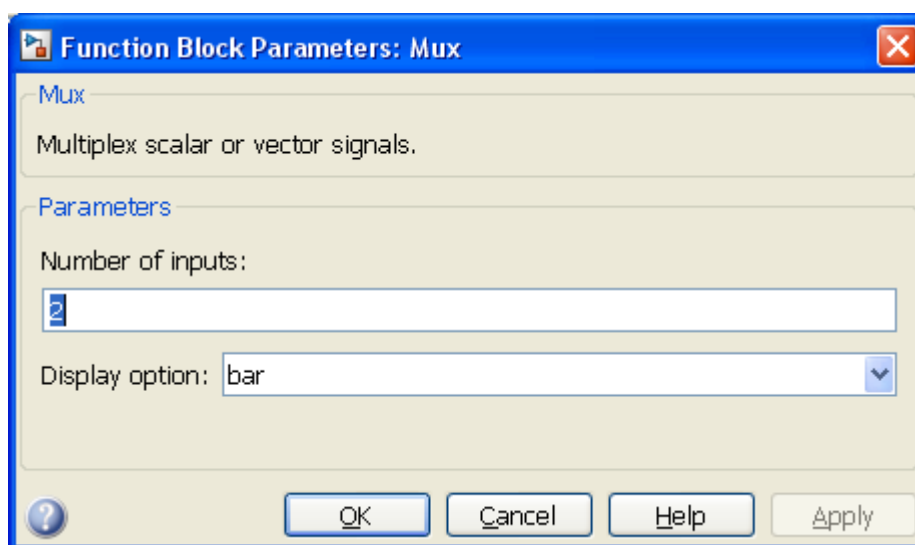 Function Block Parameters: Mux
Mux
Multiplex scalar or vector signals.
Parameters
Number of inputs:
2
Display option: bar
? OK Cancel Help Apply